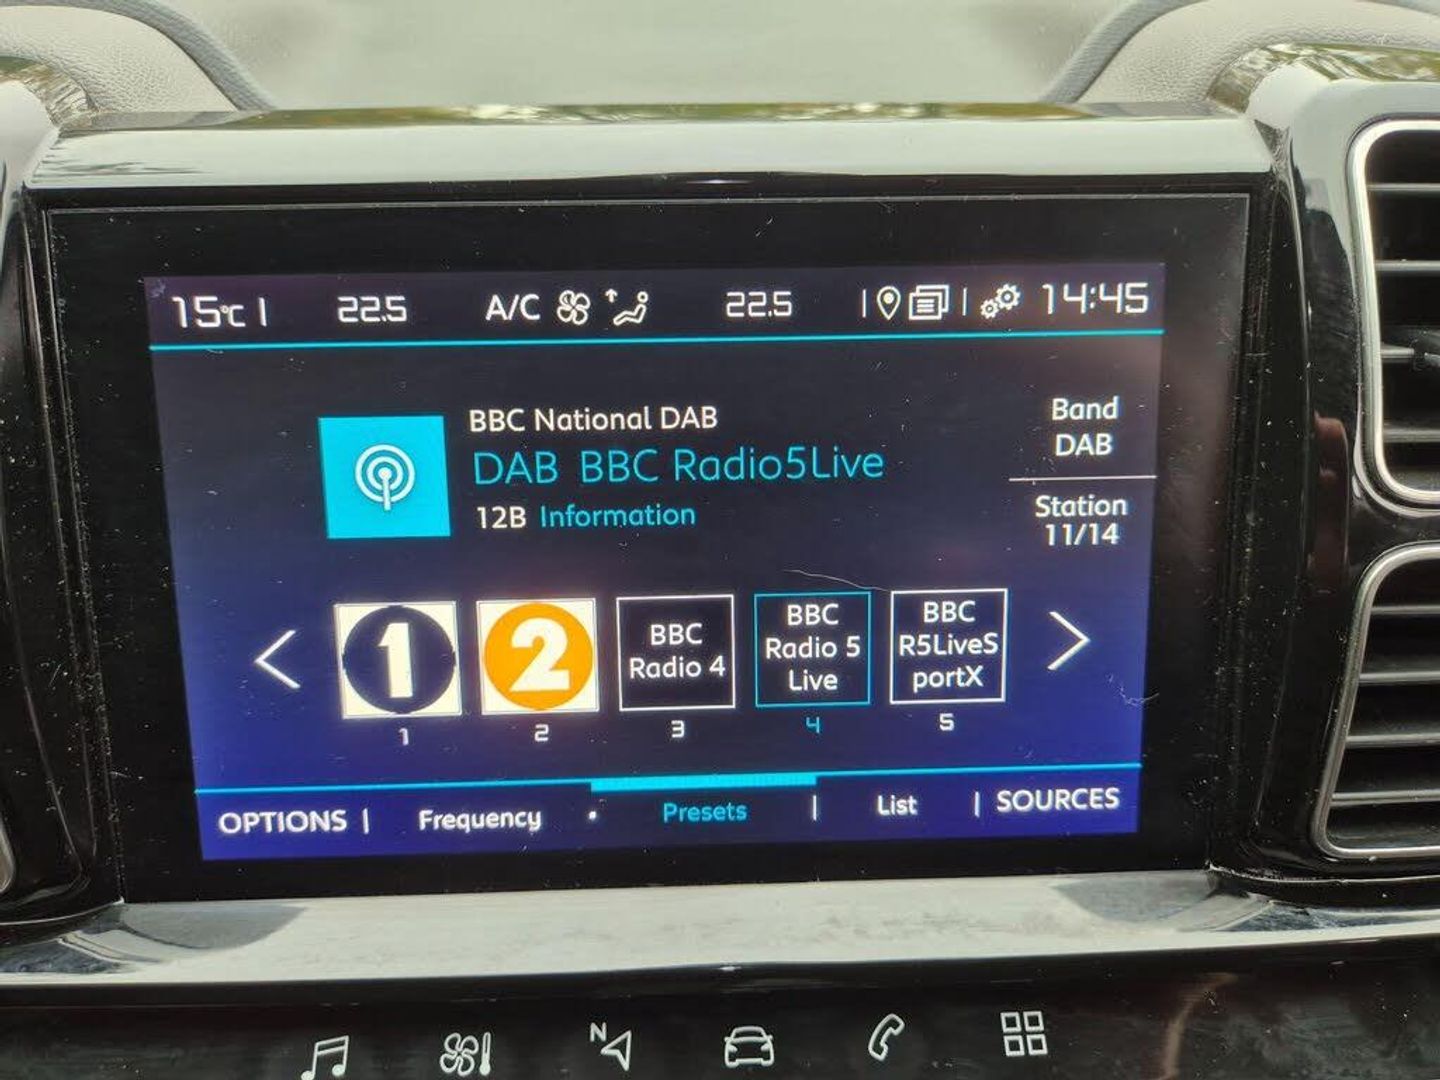 15°C | 22.5 A/C 22.5 | | 14:45
BBC National DAB
DAB BBC Radio5Live
12B Information
Band
DAB
Station
11/14
1
2
BBC
Radio 4
BBC
Radio 5
Live
BBC
R5LiveS
portX
1 2 3 4 5
OPTIONS | Frequency Presets | List | SOURCES
N